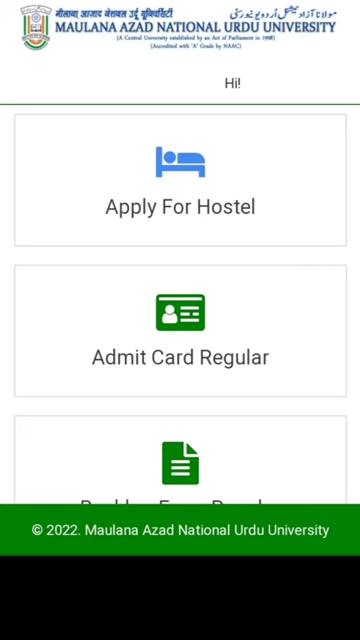 मौलाना आज़ाद नेशनल उर्दू यूनिवर्सिटी
مولانا آزاد نیشنل اُردو یونیورسٹی
MAULANA AZAD NATIONAL URDU UNIVERSITY
(A Central University established by an Act of Parliament in 1998)
(Accredited with 'A' Grade by NAAC)
Hi!
Apply For Hostel
Admit Card Regular
© 2022. Maulana Azad National Urdu University